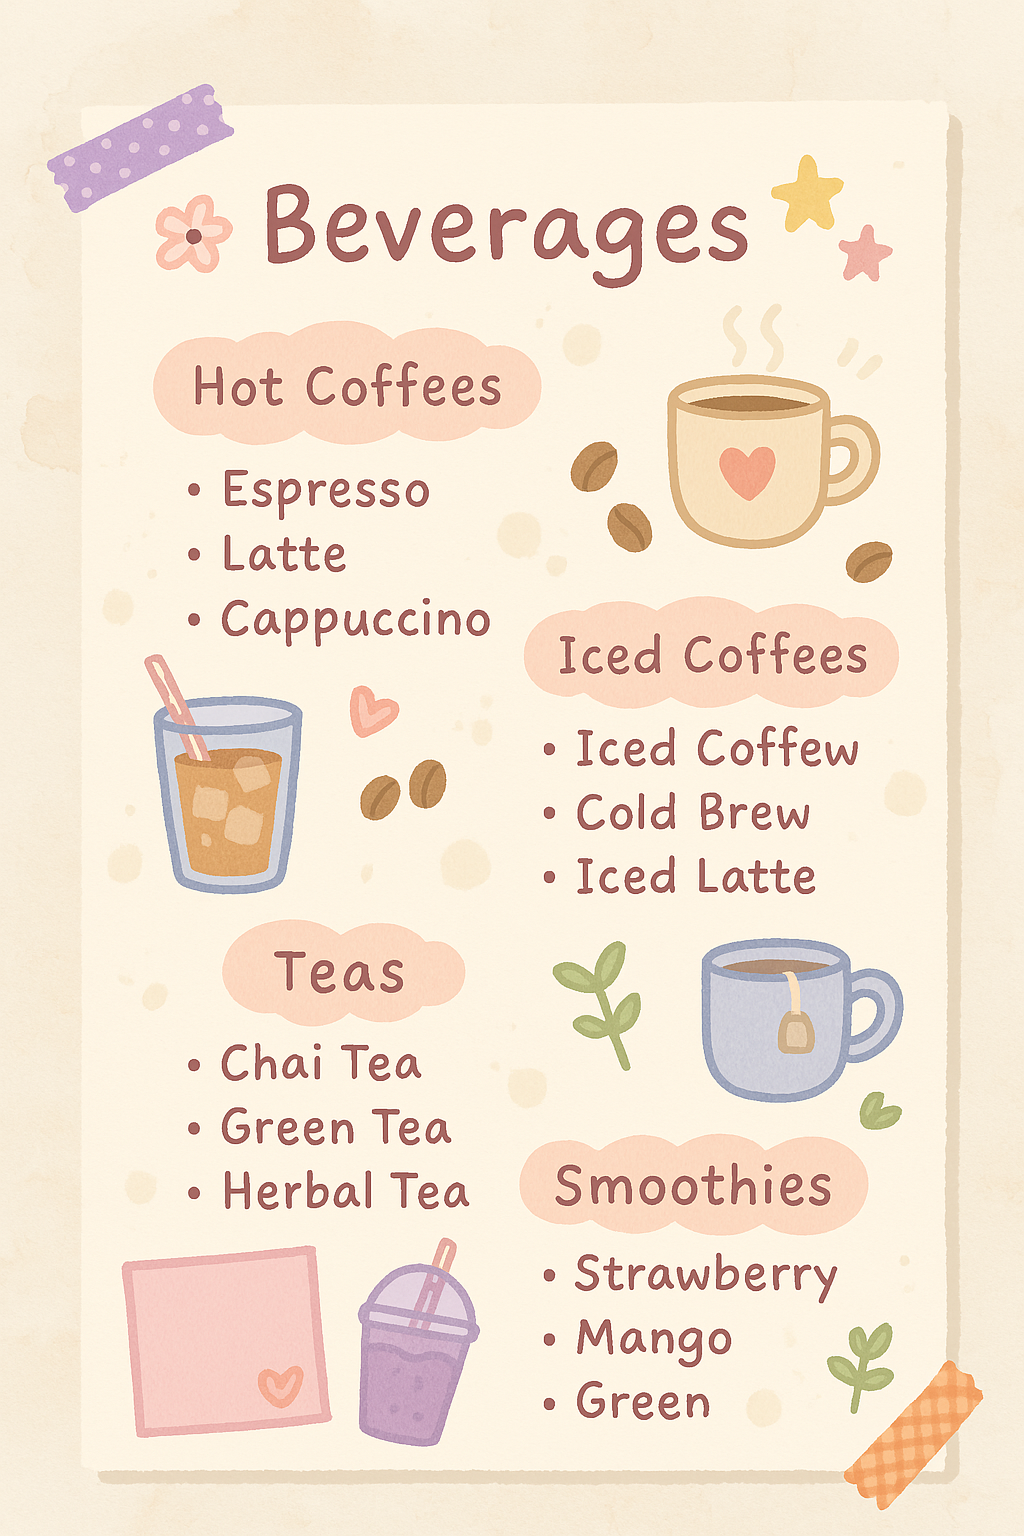 Beverages
Hot Coffees
• Espresso
• Latte
• Cappuccino
Iced Coffees
• Iced Coffew
• Cold Brew
• Iced Latte
Teas
• Chai Tea
• Green Tea
• Herbal Tea
Smoothies
• Strawberry
• Mango
• Green